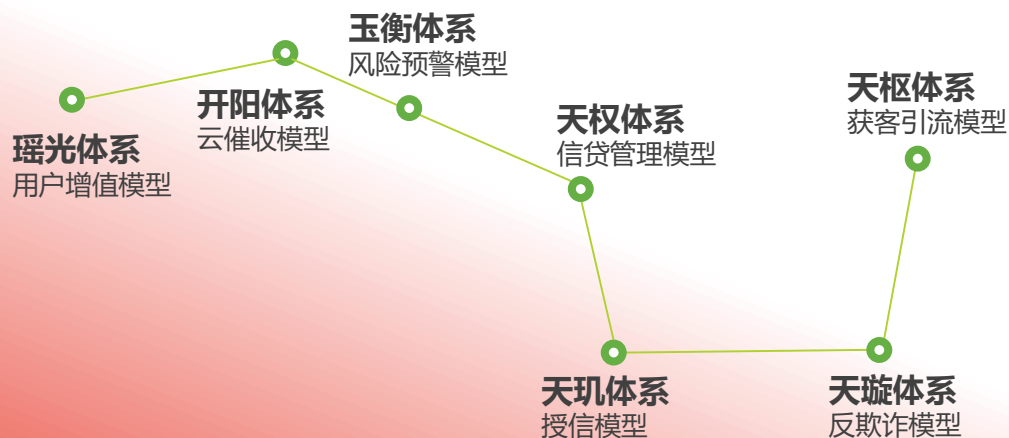 玉衡体系
风险预警模型
开阳体系
云催收模型
瑶光体系
用户增值模型
天权体系
信贷管理模型
天枢体系
获客引流模型
天玑体系
授信模型
天璇体系
反欺诈模型